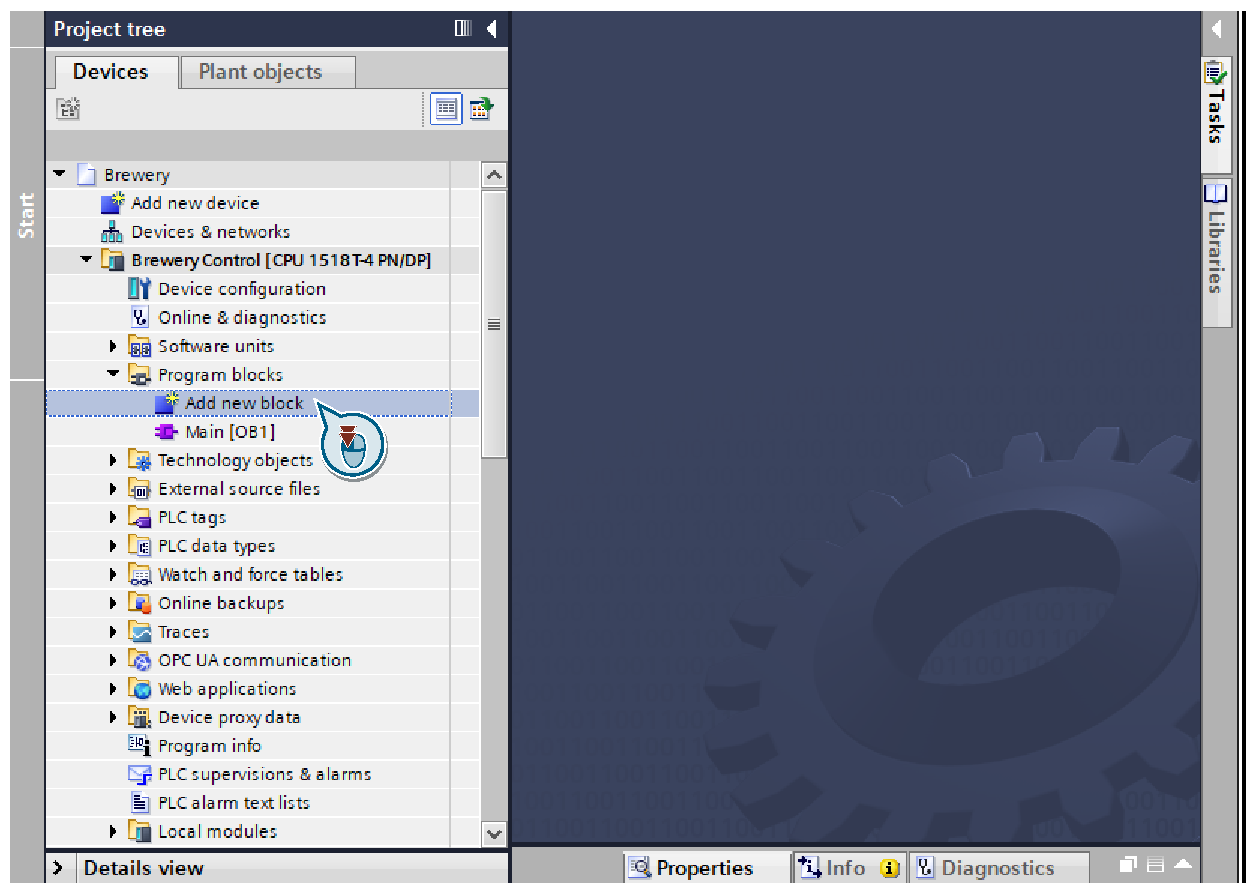 Project tree
Devices
Plant objects
Start
Brewery
Add new device
Devices & networks
Brewery Control [CPU 1518T-4 PN/DP]
Device configuration
Online & diagnostics
Software units
Program blocks
Add new block
Main [OB1]
Technology objects
External source files
PLC tags
PLC data types
Watch and force tables
Online backups
Traces
OPC UA communication
Web applications
Device proxy data
Program info
PLC supervisions & alarms
PLC alarm text lists
Local modules
Details view
Properties
Info
Diagnostics
Tasks
Libraries